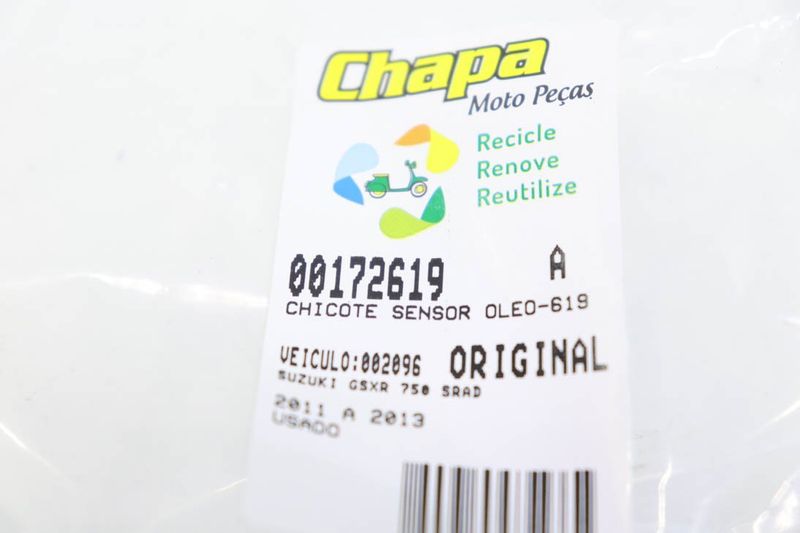 Chapa
Moto Peças
Recicle
Renove
Reutilize
00172619 A
CHICOTE SENSOR OLEO-619
VEICULO:002096 ORIGINAL
SUZUKI GSXR 750 SRAD
2011 A 2013
USADO